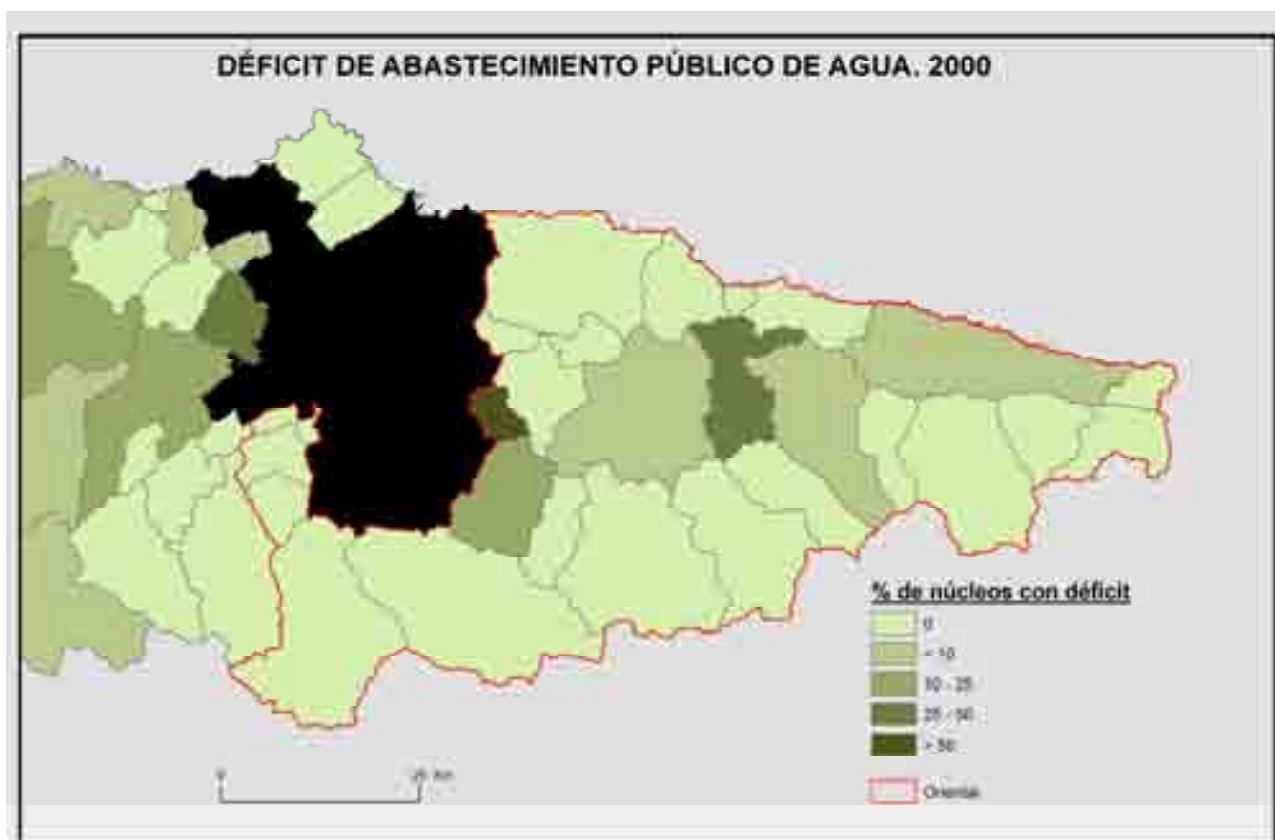 DÉFICIT DE ABASTECIMIENTO PÚBLICO DE AGUA. 2000
% de núcleos con déficit
0
< 10
10 - 25
25 - 50
> 50
Oriental
0
Km